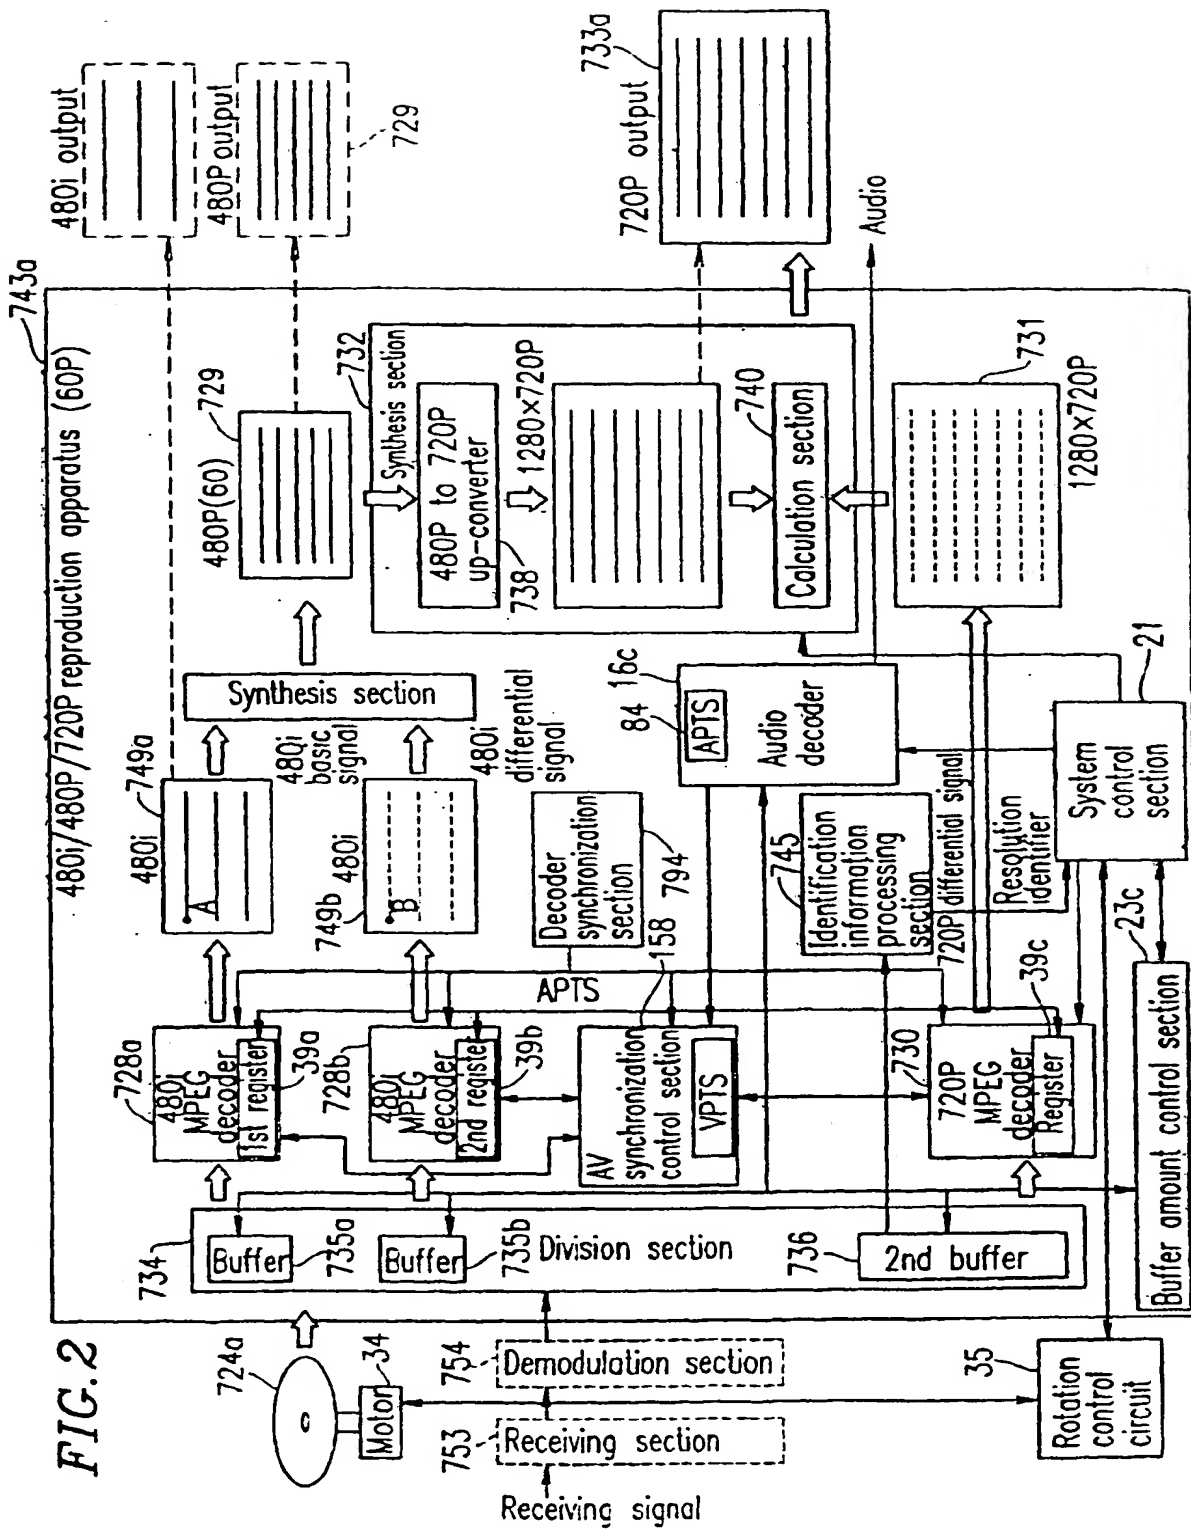 FIG.2
743a
480i/480P/720P reproduction apparatus (60P)
480i output
480P output
729
720P output
733a
Audio
724a
Motor
34
753
Receiving section
Receiving signal
754
Demodulation section
35
Rotation
control
circuit
734
Buffer
735a
Buffer
735b
Division section
736
2nd buffer
728a
480i
MPEG
decoder
1st register
39a
728b
480i
MPEG
decoder
2nd register
39b
AV
synchronization
control section
VPTS
158
730
720P
MPEG
decoder
Register
39c
Buffer amount control section
23c
APTS
480i
749a
A
749b
480i
B
480i
basic
signal
480i
differential
signal
Decoder
synchronization
section
794
745
Identification
information
processing
section
720P differential signal
Resolution
identifier
84
16c
APTS
Audio
decoder
System
control
section
21
Synthesis section
480P(60)
729
732
Synthesis section
480P to 720P
up-converter
738
1280×720P
740
Calculation section
731
1280×720P